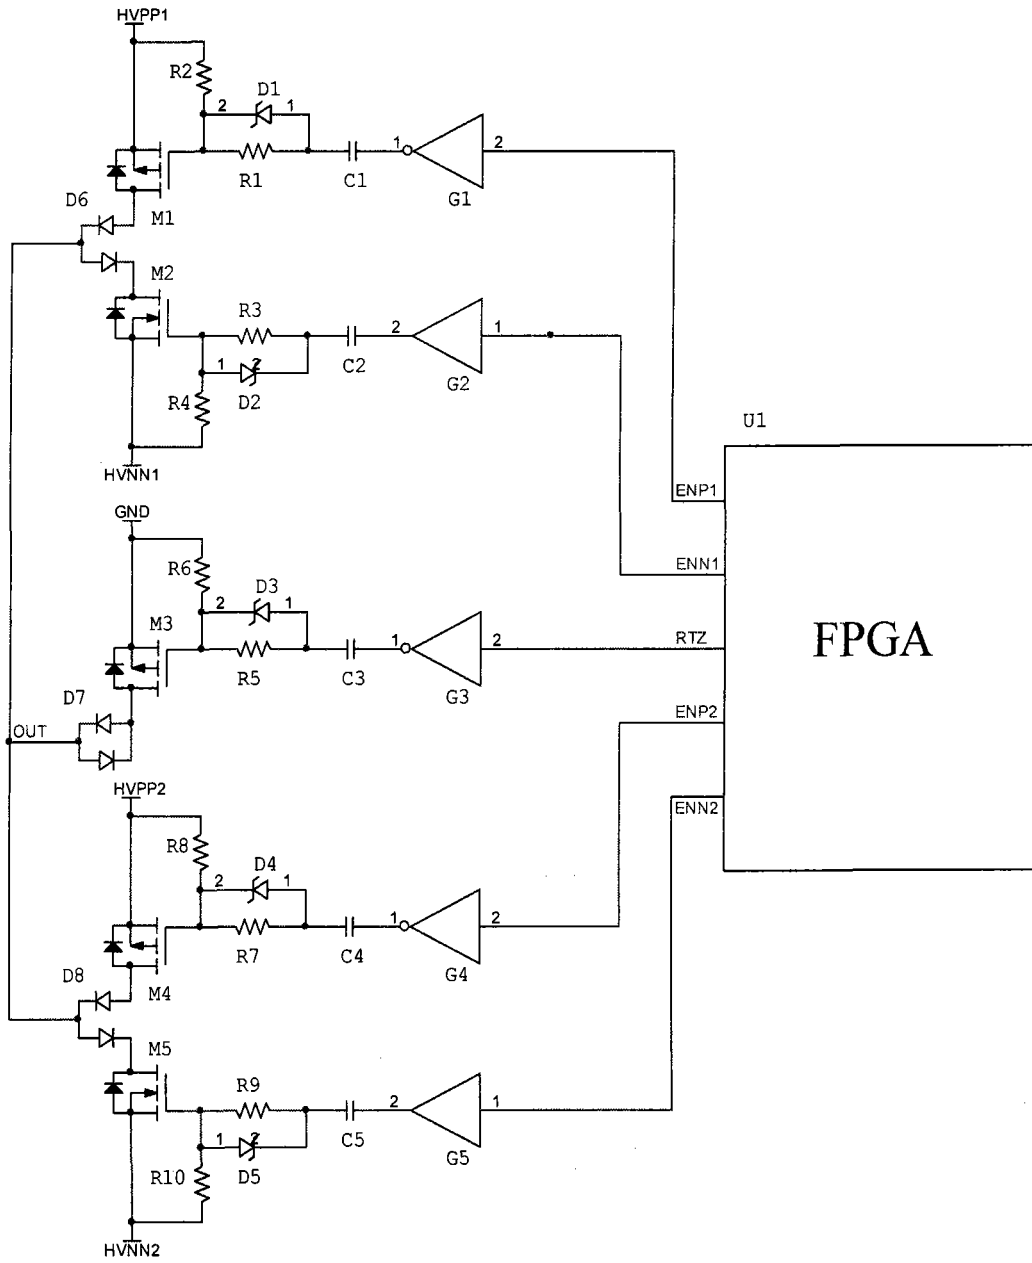 HVPP1
R2
D1
2 1
1 2
R1 C1 G1
M1
D6
M2
R3
2 1
C2 G2
1 2
D2
R4
HVNN1
U1
ENP1
GND
ENN1
R6
D3
2 1
M3
1 2
RTZ
FPGA
R5 C3 G3
D7
ENP2
OUT
HVPP2
ENN2
R8
D4
2 1
1 2
R7 C4 G4
D8
M4
M5
R9
2 1
C5 G5
1 2
D5
R10
HVNN2